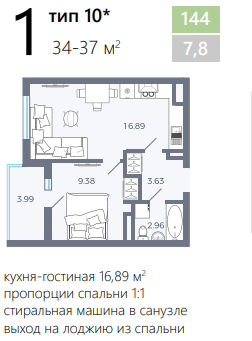 1 тип 10*
34-37 м²
144
7,8
16.89
9.38
3.63
3.99
2.96
кухня-гостиная 16,89 м²
пропорции спальни 1:1
стиральная машина в санузле
выход на лоджию из спальни